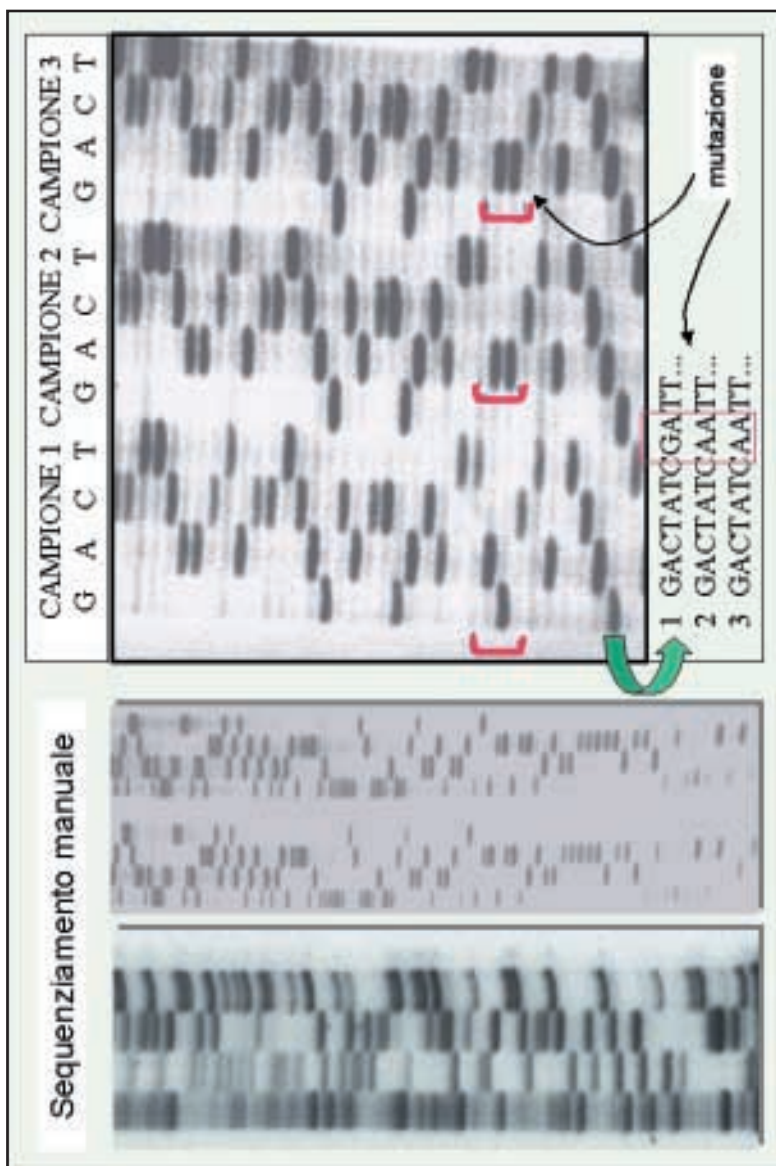 Sequenziamento manuale
CAMPIONE 1 CAMPIONE 2 CAMPIONE 3
G A C T G A C T G A C T
mutazione
1 GACTATCGATT...
2 GACTATCAATT...
3 GACTATCAATT...